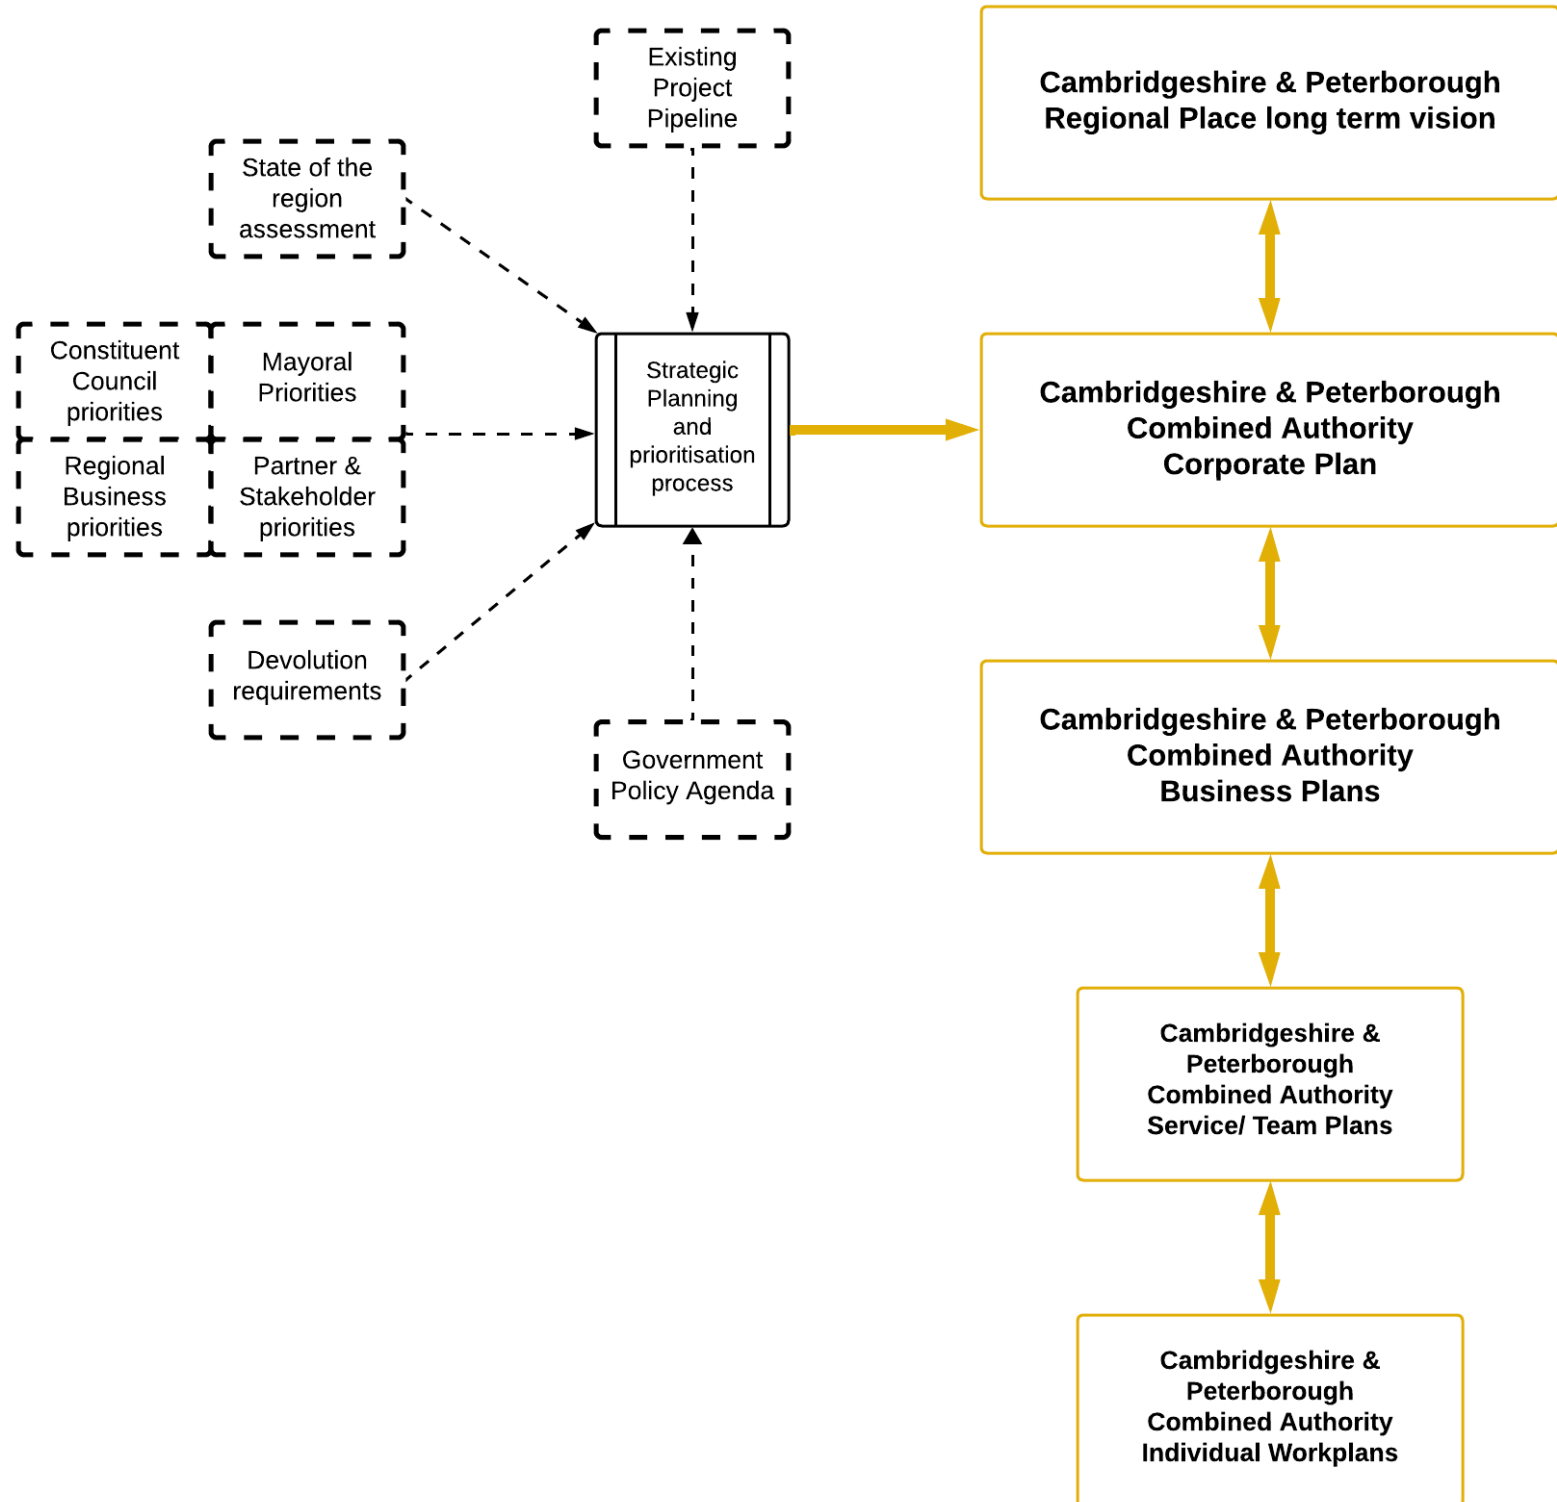 Existing
Project
Pipeline
Cambridgeshire & Peterborough
Regional Place long term vision
State of the
region
assessment
Constituent
Council
priorities
Mayoral
Priorities
Regional
Business
priorities
Partner &
Stakeholder
priorities
Strategic
Planning
and
prioritisation
process
Cambridgeshire & Peterborough
Combined Authority
Corporate Plan
Devolution
requirements
Government
Policy Agenda
Cambridgeshire & Peterborough
Combined Authority
Business Plans
Cambridgeshire &
Peterborough
Combined Authority
Service/ Team Plans
Cambridgeshire &
Peterborough
Combined Authority
Individual Workplans